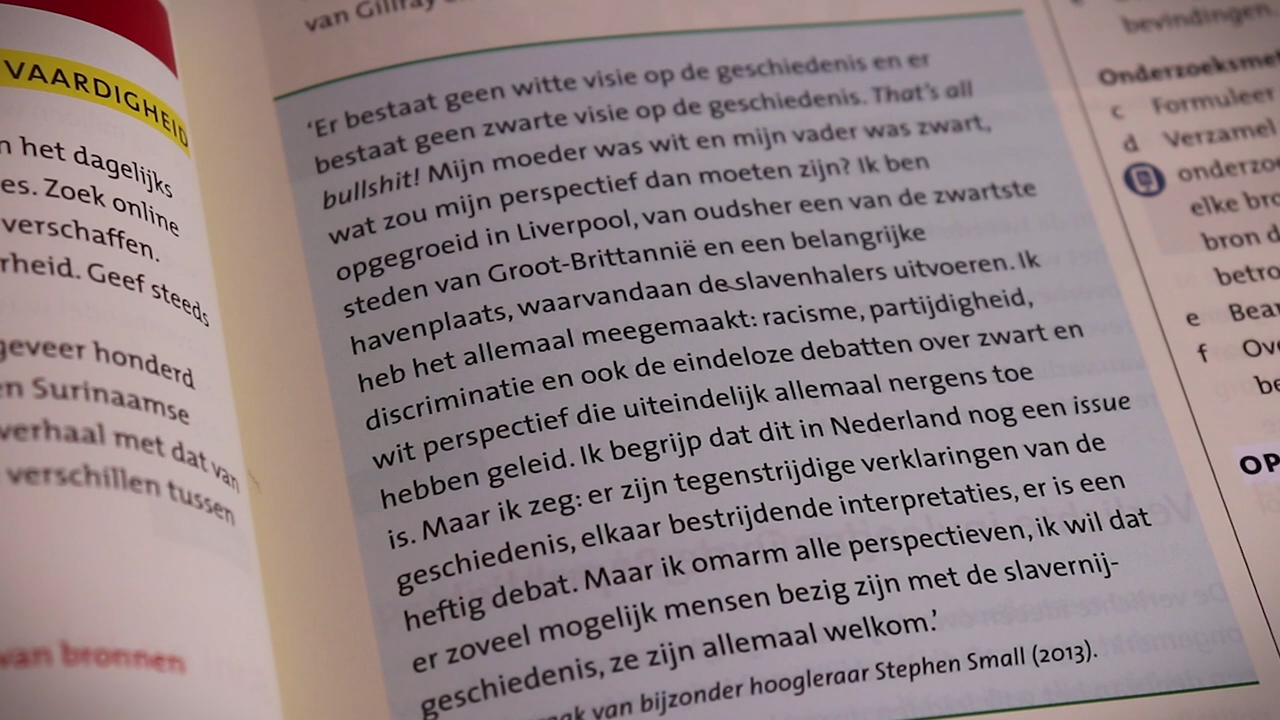 VAARDIGHEID
n het dagelijks
es. Zoek online
verschaffen.
rheid. Geef steeds
geveer honderd
en Surinaamse
verhaal met dat van
verschillen tussen
van bronnen
van Gillray
'Er bestaat geen witte visie op de geschiedenis en er
bestaat geen zwarte visie op de geschiedenis. That's all
bullshit! Mijn moeder was wit en mijn vader was zwart,
wat zou mijn perspectief dan moeten zijn? Ik ben
opgegroeid in Liverpool, van oudsher een van de zwartste
steden van Groot-Brittannië en een belangrijke
havenplaats, waarvandaan de slavenhalers uitvoeren. Ik
heb het allemaal meegemaakt: racisme, partijdigheid,
discriminatie en ook de eindeloze debatten over zwart en
wit perspectief die uiteindelijk allemaal nergens toe
hebben geleid. Ik begrijp dat dit in Nederland nog een issue
is. Maar ik zeg: er zijn tegenstrijdige verklaringen van de
geschiedenis, elkaar bestrijdende interpretaties, er is een
heftig debat. Maar ik omarm alle perspectieven, ik wil dat
er zoveel mogelijk mensen bezig zijn met de slavernij-
geschiedenis, ze zijn allemaal welkom.'
ak van bijzonder hoogleraar Stephen Small (2013).
bevindingen.
Onderzoeksmet
c Formuleer
d Verzamel
onderzoe
elke bro
bron d
betro
e Bear
f Ove
be
OP